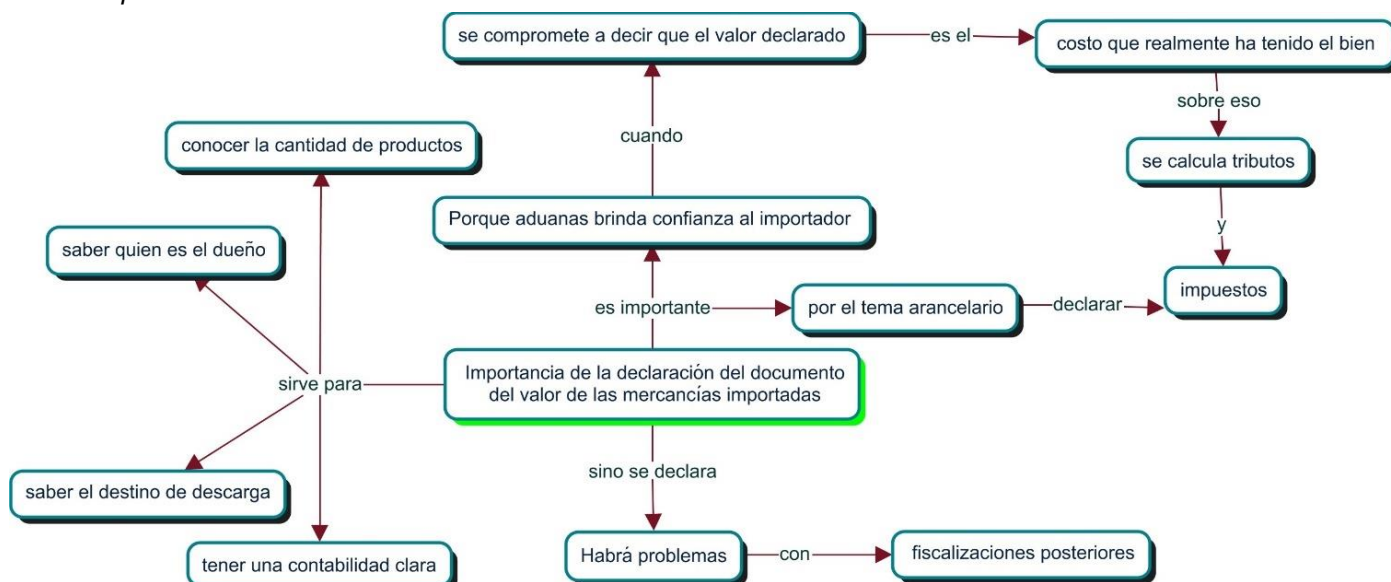 se compromete a decir que el valor declarado
es el
costo que realmente ha tenido el bien
sobre eso
cuando
conocer la cantidad de productos
se calcula tributos
Porque aduanas brinda confianza al importador
y
saber quien es el dueño
impuestos
es importante
por el tema arancelario
declarar
sirve para
Importancia de la declaración del documento
del valor de las mercancías importadas
sino se declara
saber el destino de descarga
tener una contabilidad clara
Habrá problemas
con
fiscalizaciones posteriores